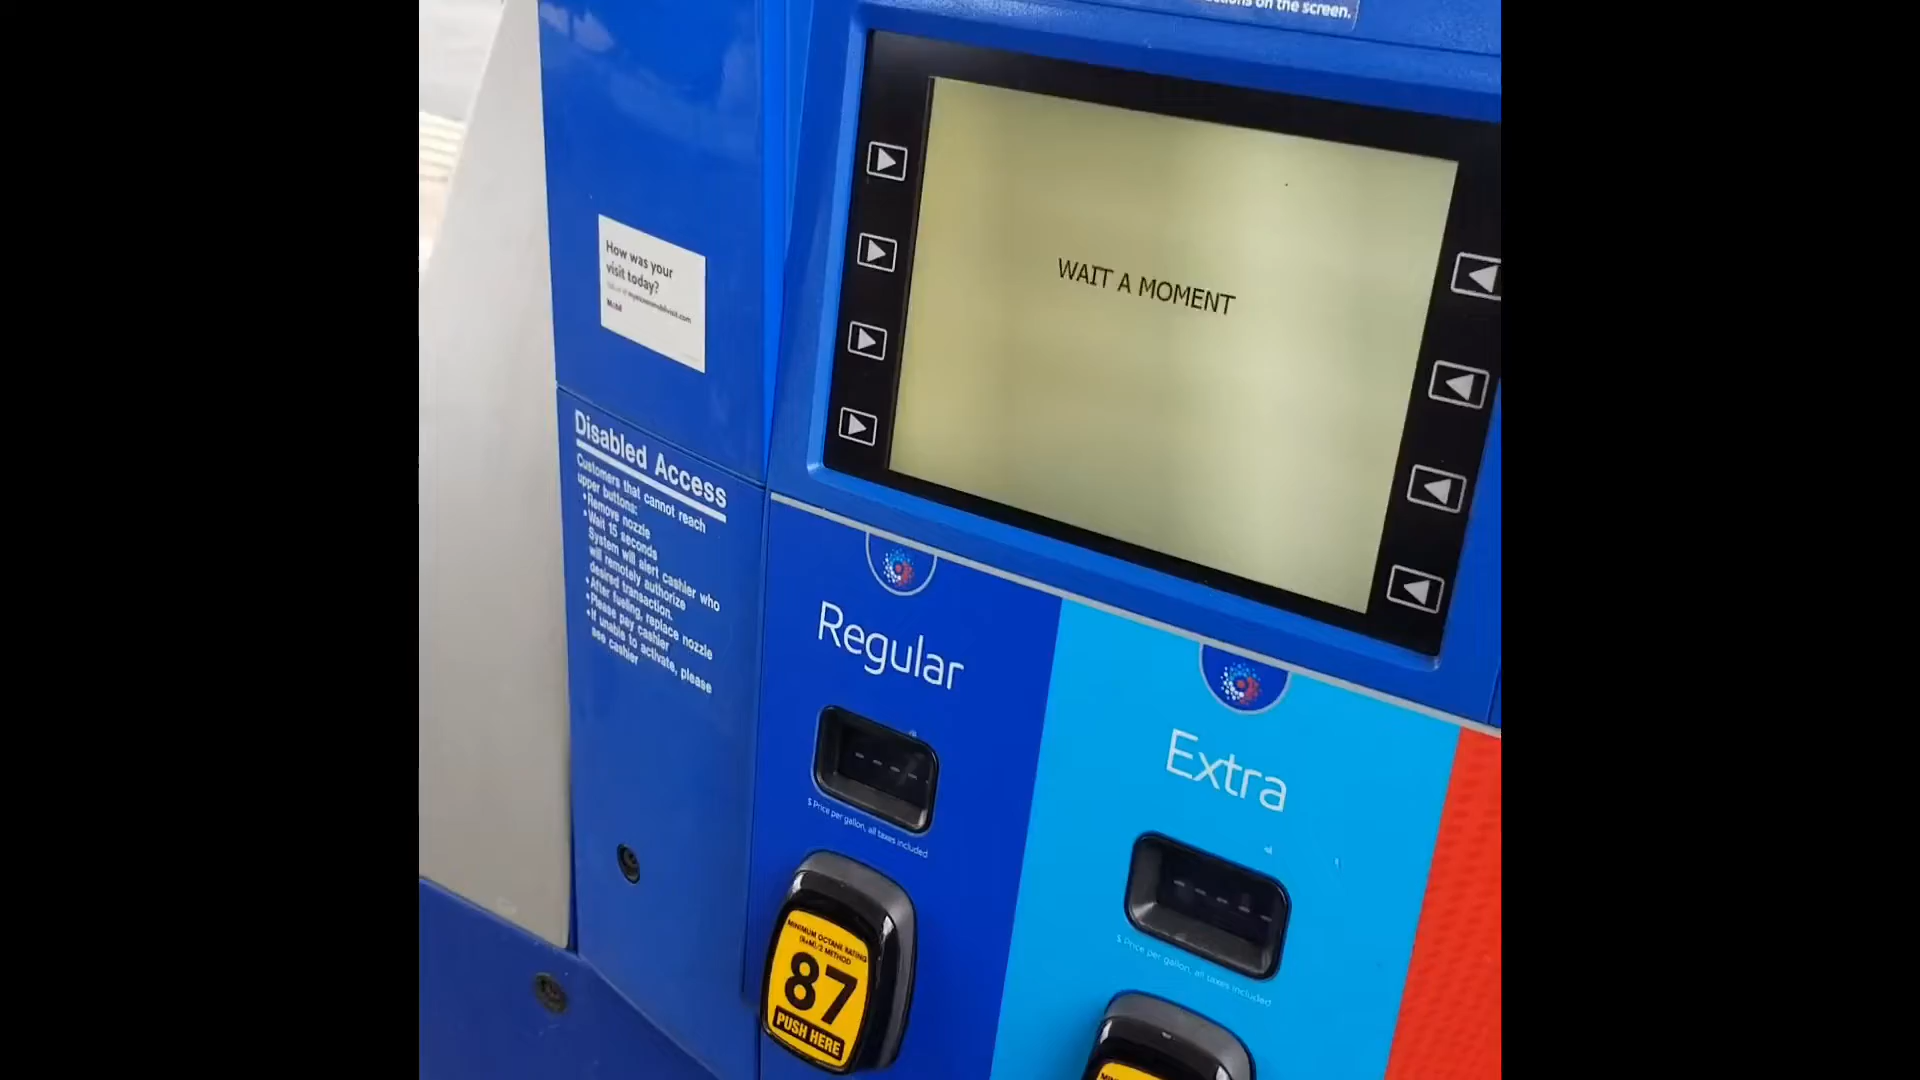 ctions on the screen.
WAIT A MOMENT
How was your
visit today?
Mobil
Disabled Access
Customers that cannot reach
upper buttons:
•Remove nozzle
•Wait 15 seconds
System will alert cashier who
will remotely authorize
desired transaction.
•After fueling, replace nozzle
•Please pay cashier
•If unable to activate, please
see cashier
Regular
- - - -
$ Price per gallon, all taxes included
MINIMUM OCTANE RATING
(R+M)/2 METHOD
87
PUSH HERE
Extra
- - - - -
$ Price per gallon, all taxes included